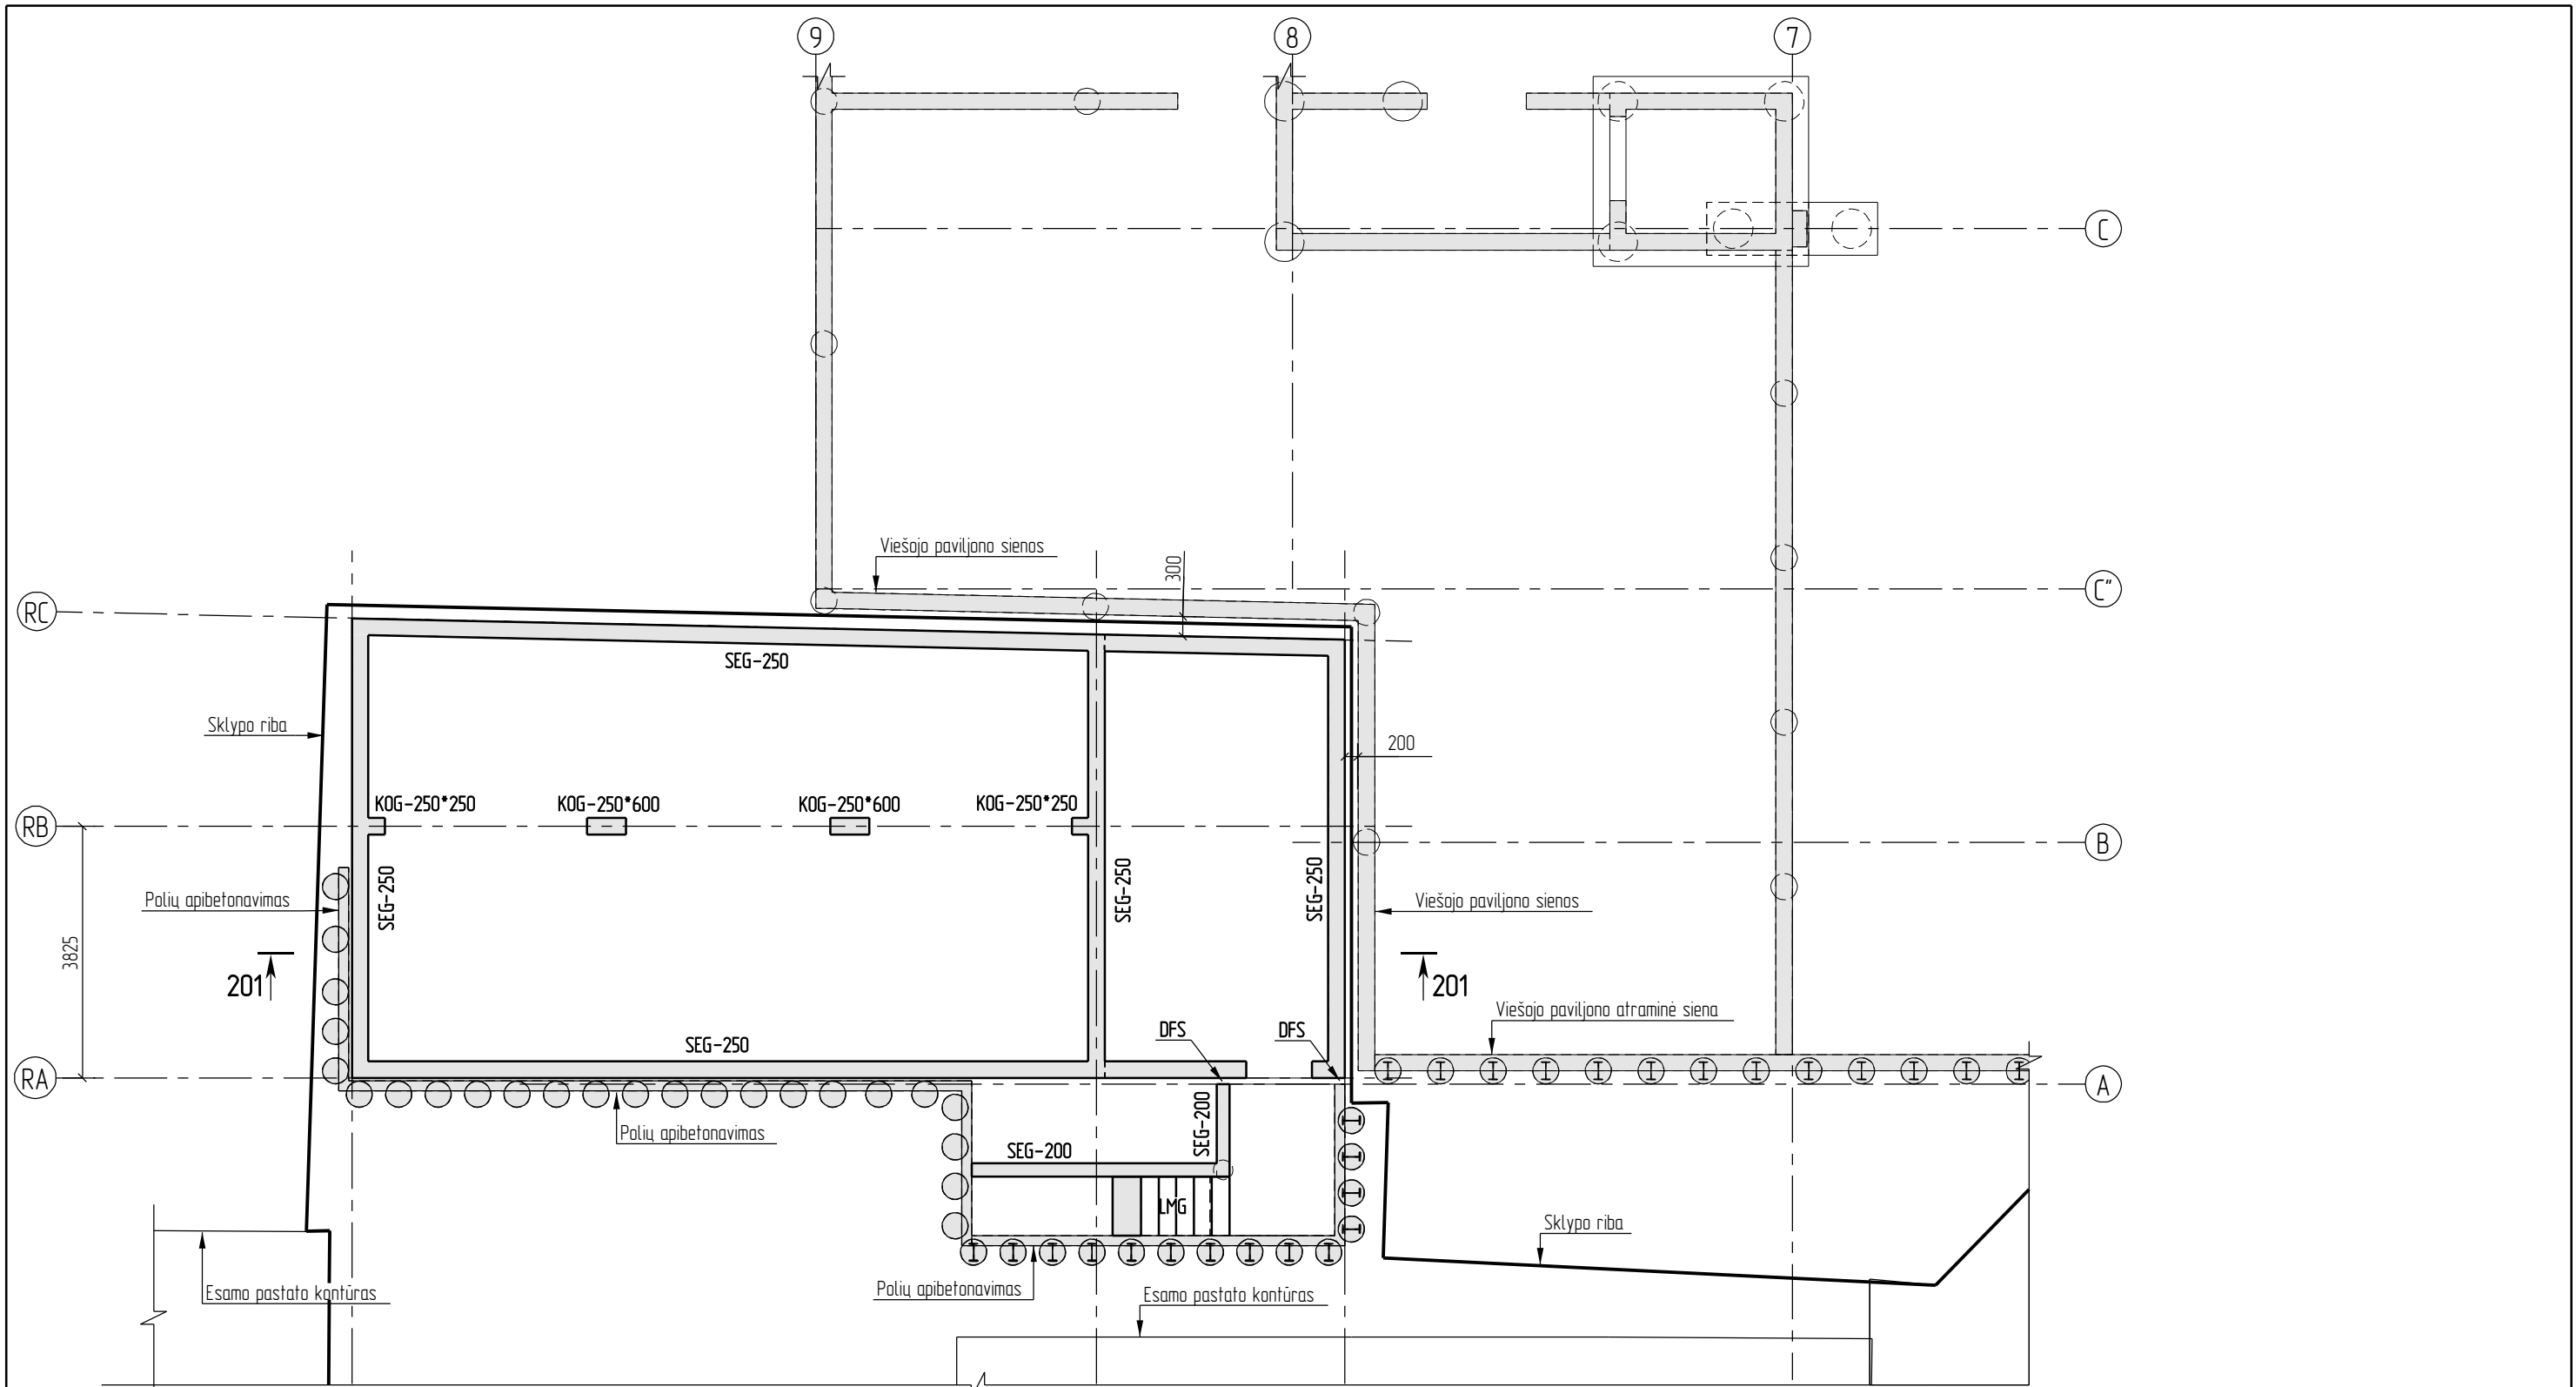 9
8
7
C
Viešojo paviljono sienos
300
C"
RC
SEG-250
Sklypo riba
200
KOG-250*250
KOG-250*600
KOG-250*600
KOG-250*250
RB
B
SEG-250
SEG-250
SEG-250
Polių apibetonavimas
Viešojo paviljono sienos
3825
201
201
Viešojo paviljono atraminė siena
DFS
DFS
SEG-250
RA
A
Polių apibetonavimas
SEG-200
SEG-200
LMG
Sklypo riba
Esamo pastato kontūras
Polių apibetonavimas
Esamo pastato kontūras